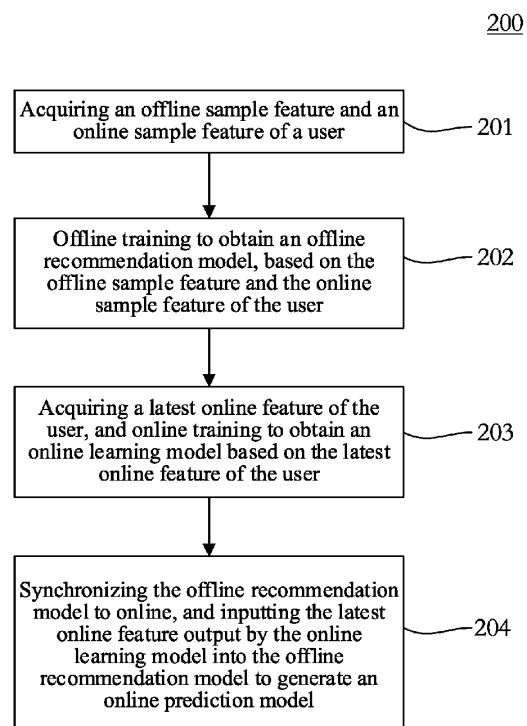 200
Acquiring an offline sample feature and an
online sample feature of a user
201
Offline training to obtain an offline
recommendation model, based on the
offline sample feature and the online
sample feature of the user
202
Acquiring a latest online feature of the
user, and online training to obtain an
online learning model based on the latest
online feature of the user
203
Synchronizing the offline recommendation
model to online, and inputting the latest
online feature output by the online
learning model into the offline
recommendation model to generate an
online prediction model
204